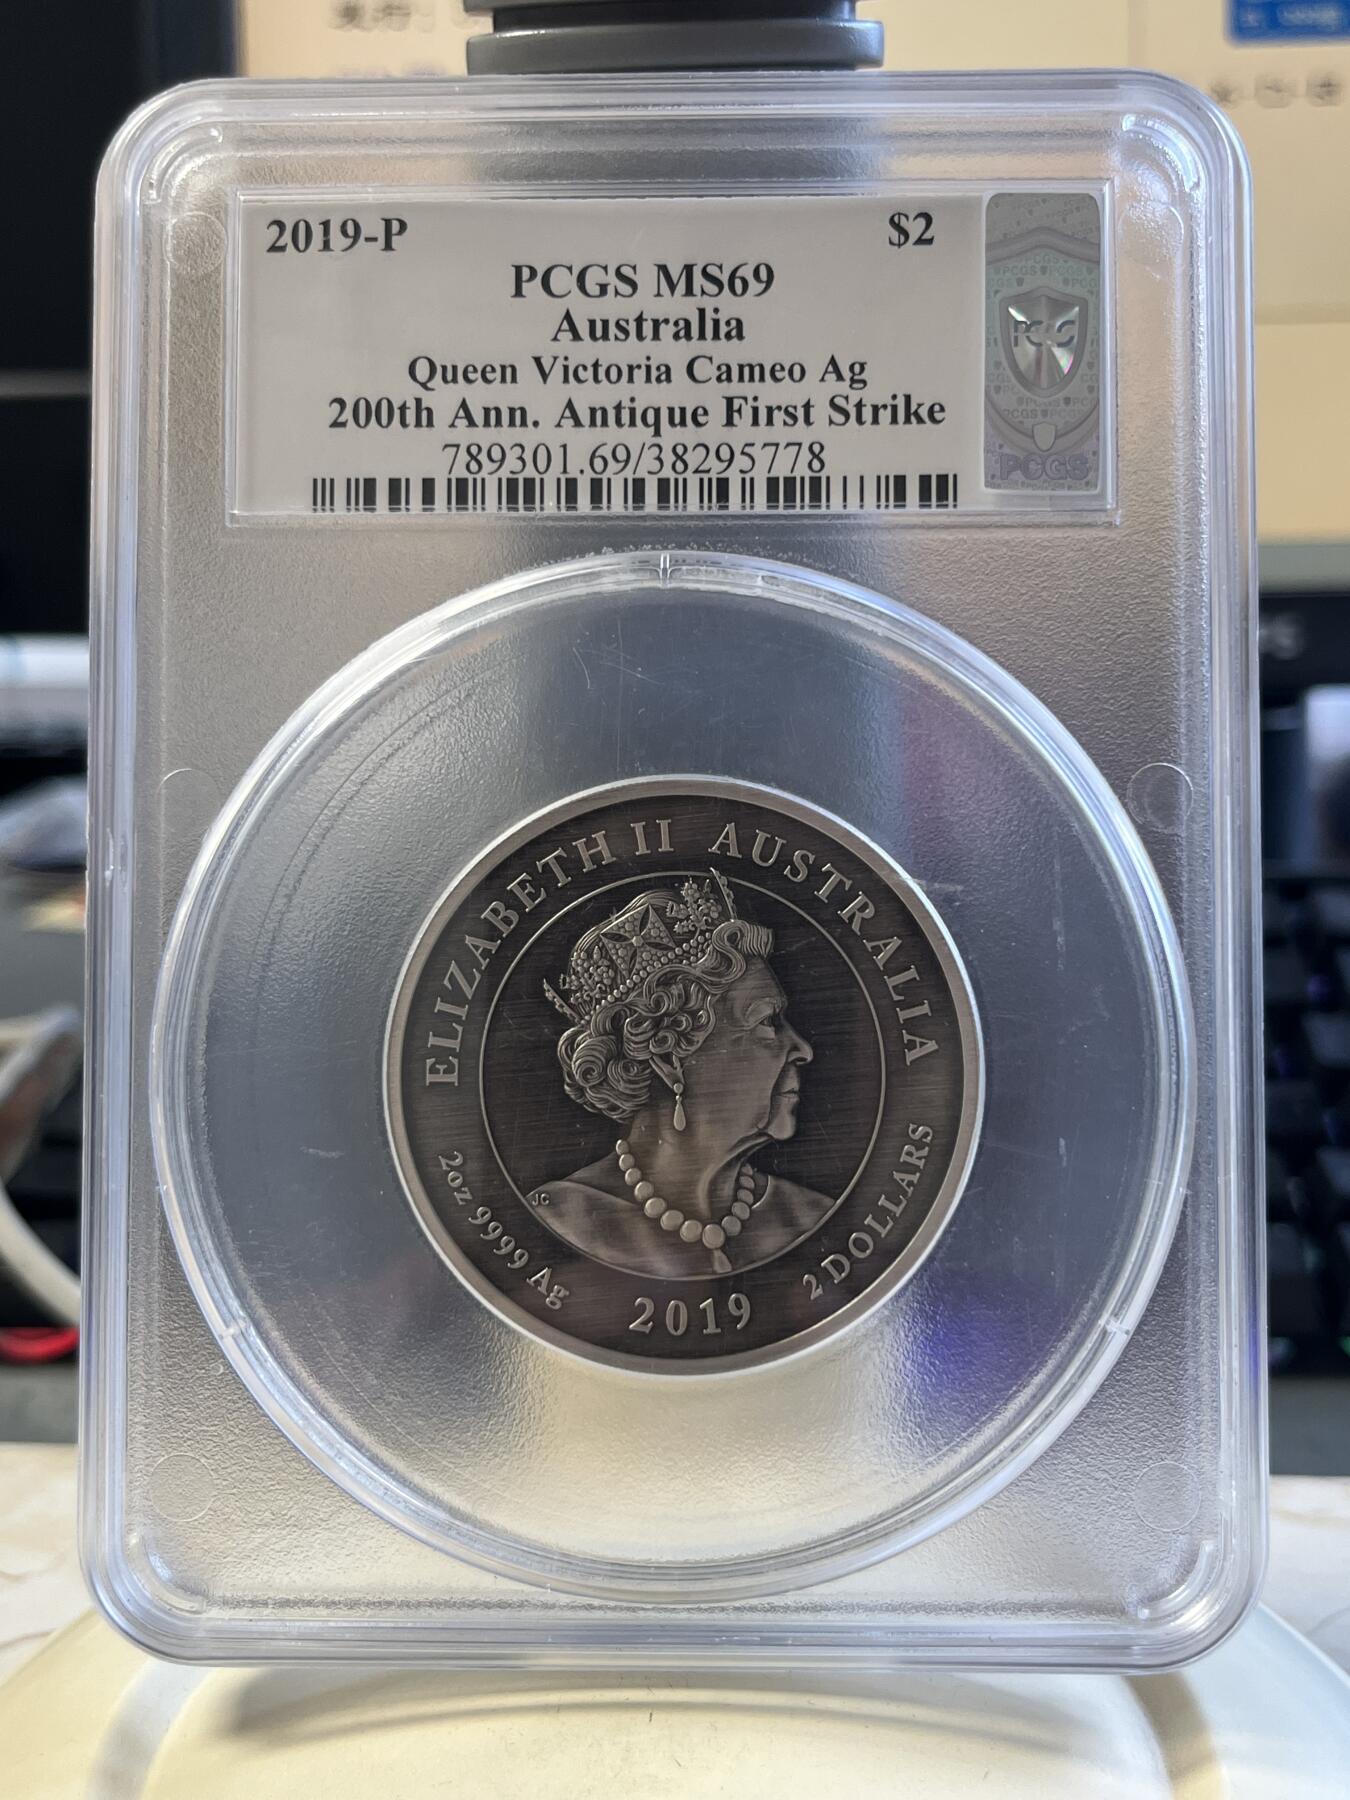 2019-P $2
PCGS MS69
Australia
Queen Victoria Cameo Ag
200th Ann. Antique First Strike
789301.69/38295778
PCGS
PCGS
ELIZABETH II AUSTRALIA
JC
2oz 9999 Ag 2019 2 DOLLARS